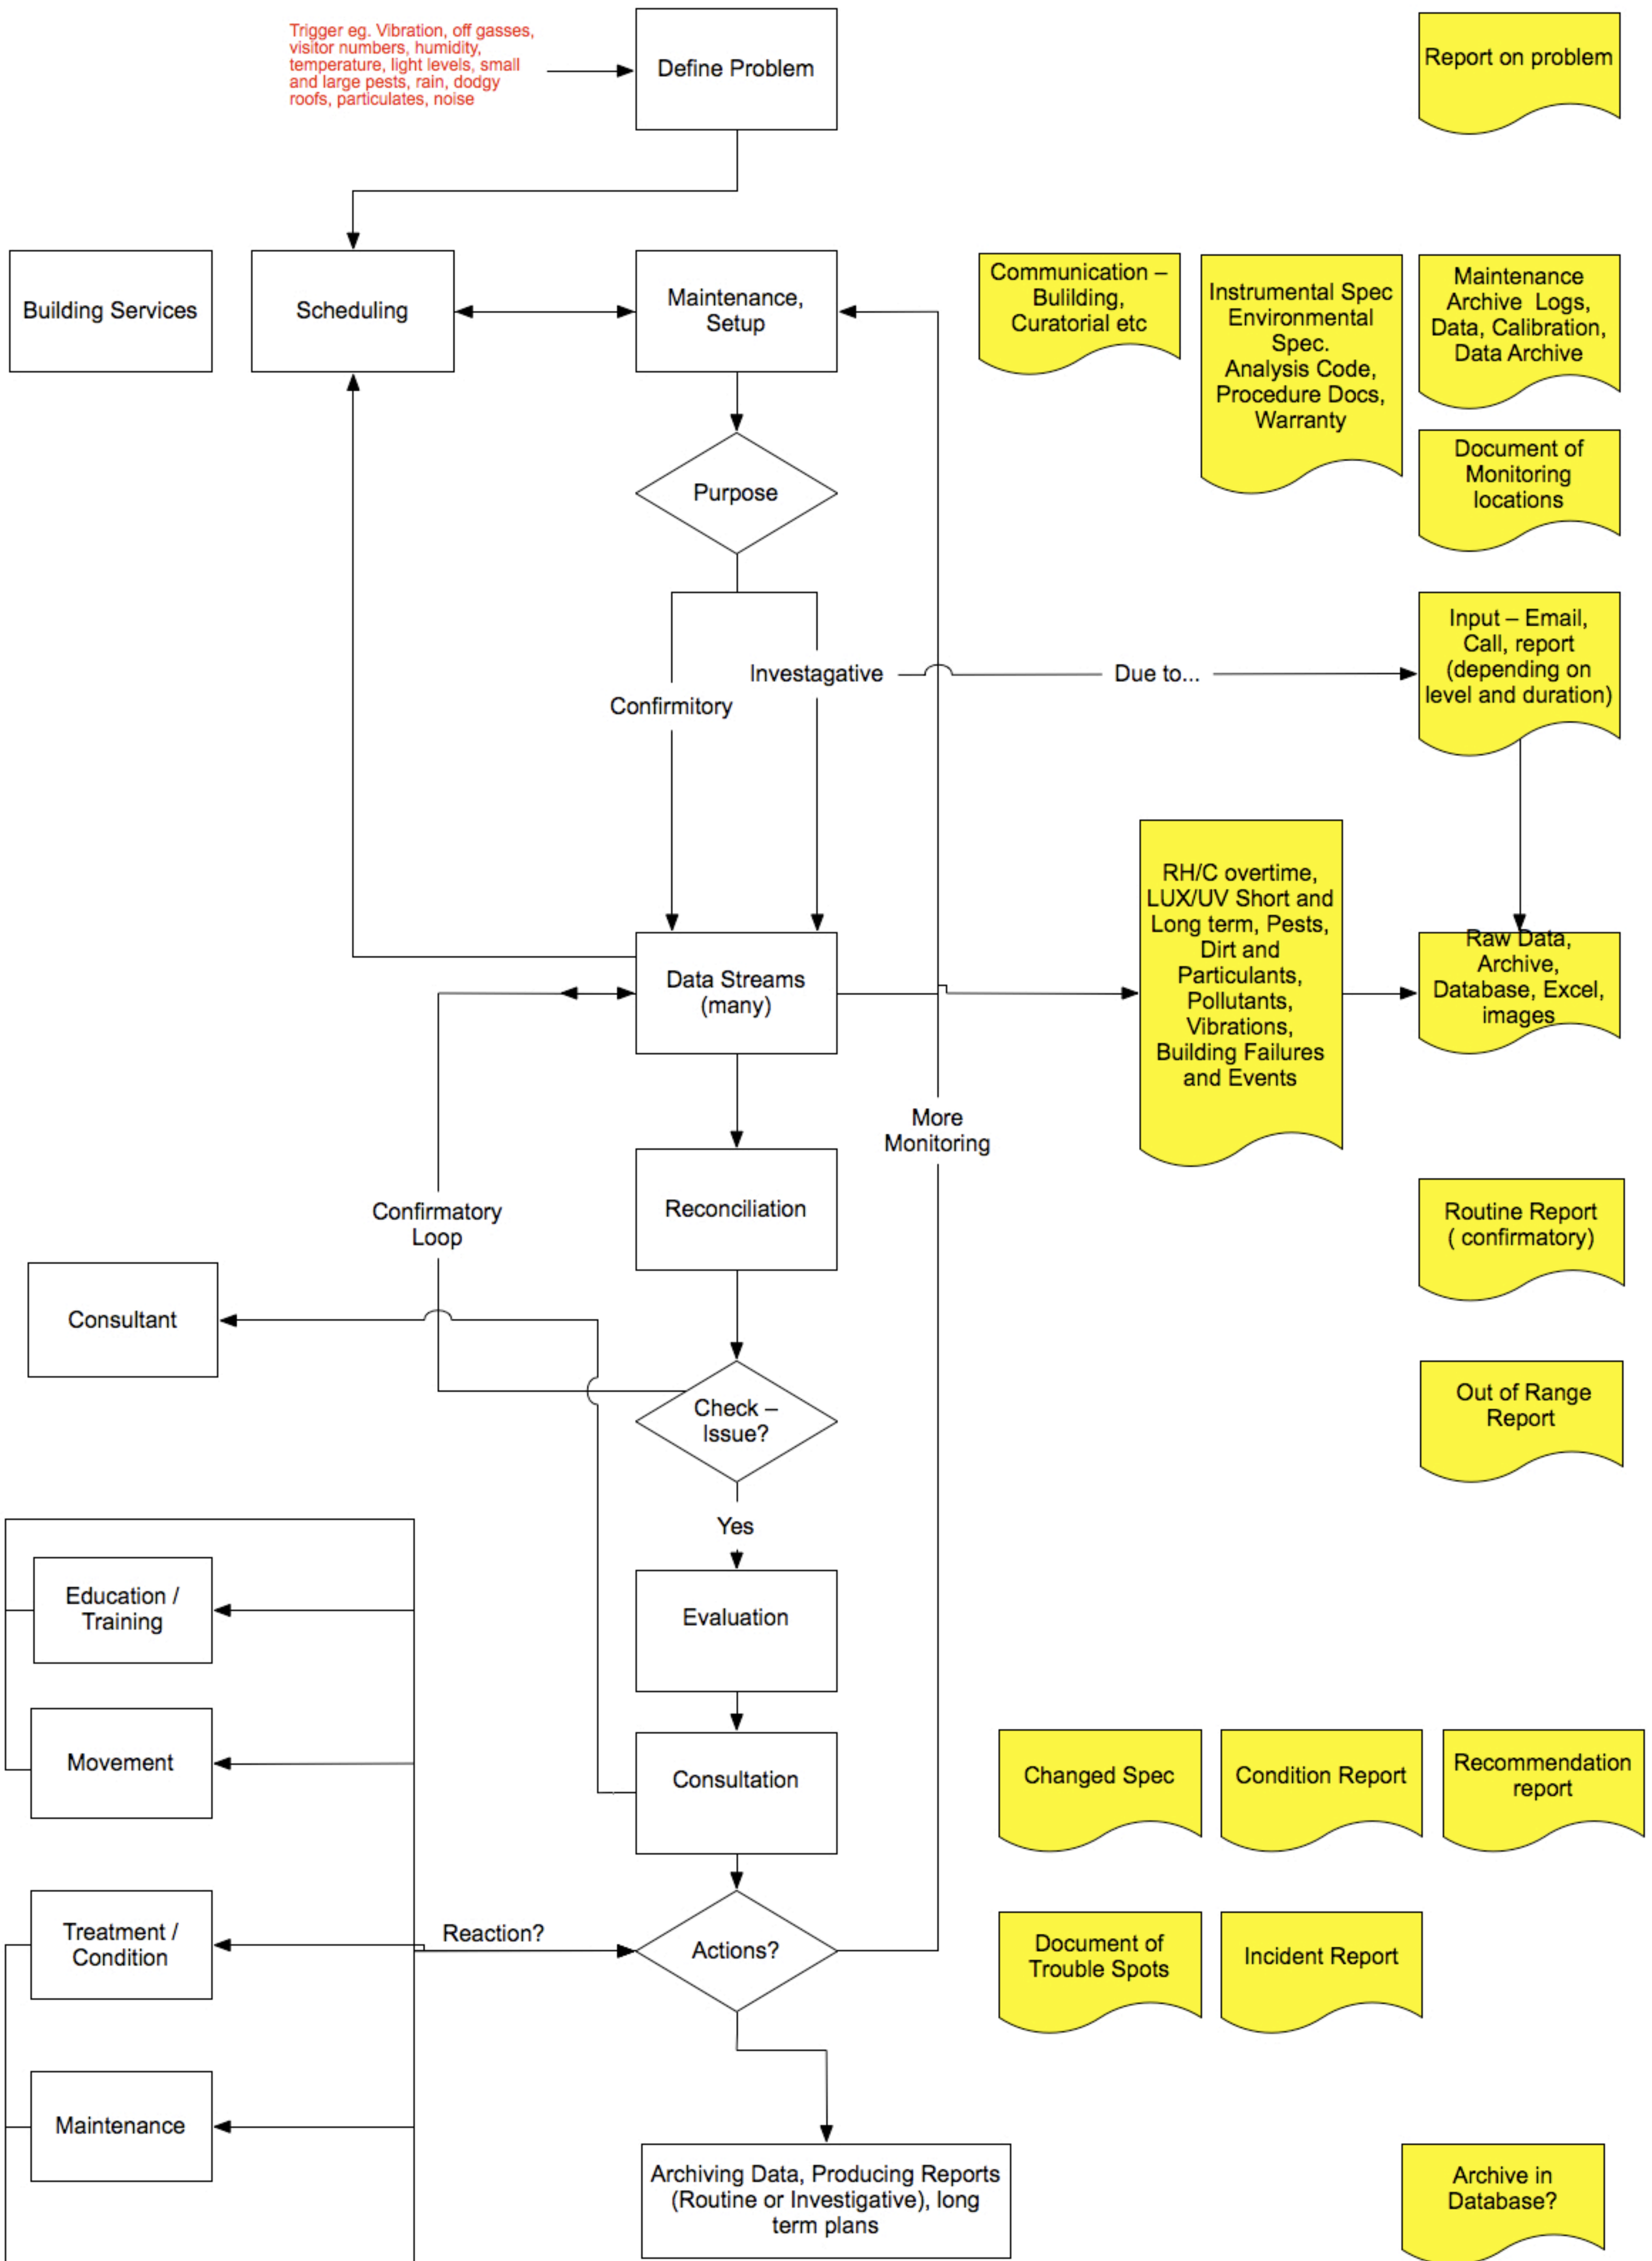 Trigger eg. Vibration, off gasses,
visitor numbers, humidity,
temperature, light levels, small
and large pests, rain, dodgy
roofs, particulates, noise
Define Problem
Report on problem
Building Services
Scheduling
Maintenance,
Setup
Communication –
Bulilding,
Curatorial etc
Instrumental Spec
Environmental
Spec.
Analysis Code,
Procedure Docs,
Warranty
Maintenance
Archive Logs,
Data, Calibration,
Data Archive
Purpose
Document of
Monitoring
locations
Investagative
Due to...
Input – Email,
Call, report
(depending on
level and duration)
Confirmitory
RH/C overtime,
LUX/UV Short and
Long term, Pests,
Dirt and
Particulants,
Pollutants,
Vibrations,
Building Failures
and Events
Raw Data,
Archive,
Database, Excel,
images
Data Streams
(many)
More
Monitoring
Confirmatory
Loop
Reconciliation
Routine Report
( confirmatory)
Consultant
Check –
Issue?
Out of Range
Report
Yes
Education /
Training
Evaluation
Movement
Consultation
Changed Spec
Condition Report
Recommendation
report
Treatment /
Condition
Reaction?
Actions?
Document of
Trouble Spots
Incident Report
Maintenance
Archiving Data, Producing Reports
(Routine or Investigative), long
term plans
Archive in
Database?